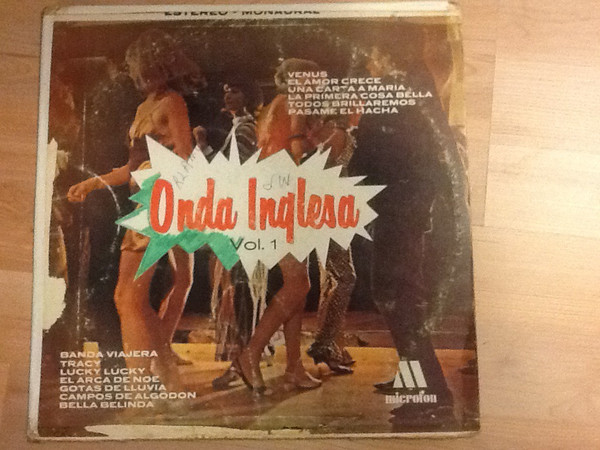 ESTEREO - MONAURAL
VENUS
EL AMOR CRECE
UNA CARTA A MARIA
LA PRIMERA COSA BELLA
TODOS BRILLAREMOS
PASAME EL HACHA
Onda Inglesa
Vol. 1
BANDA VIAJERA
TRACY
LUCKY LUCKY
EL ARCA DE NOE
GOTAS DE LLUVIA
CAMPOS DE ALGODON
BELLA BELINDA
microfon